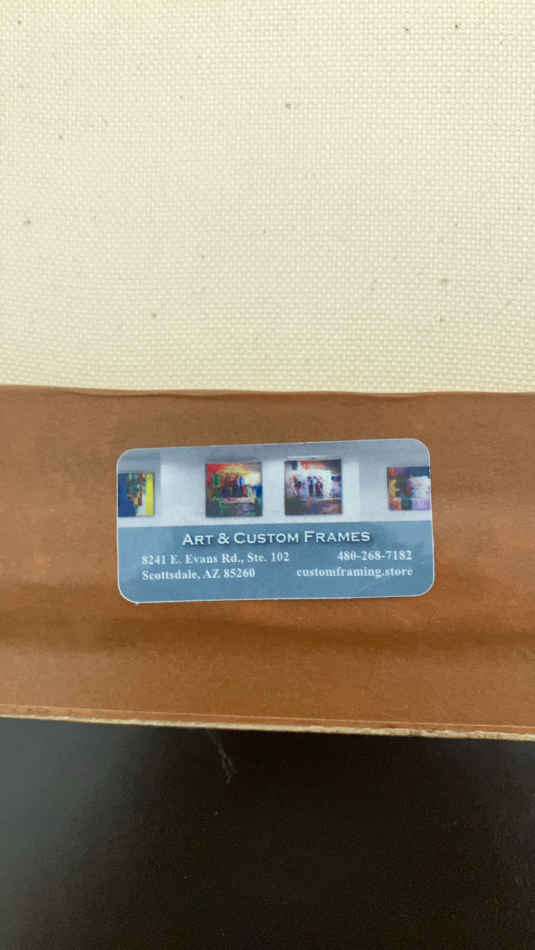 Art & Custom Frames
8241 E. Evans Rd., Ste. 102 480-268-7182
Scottsdale, AZ 85260 customframing.store